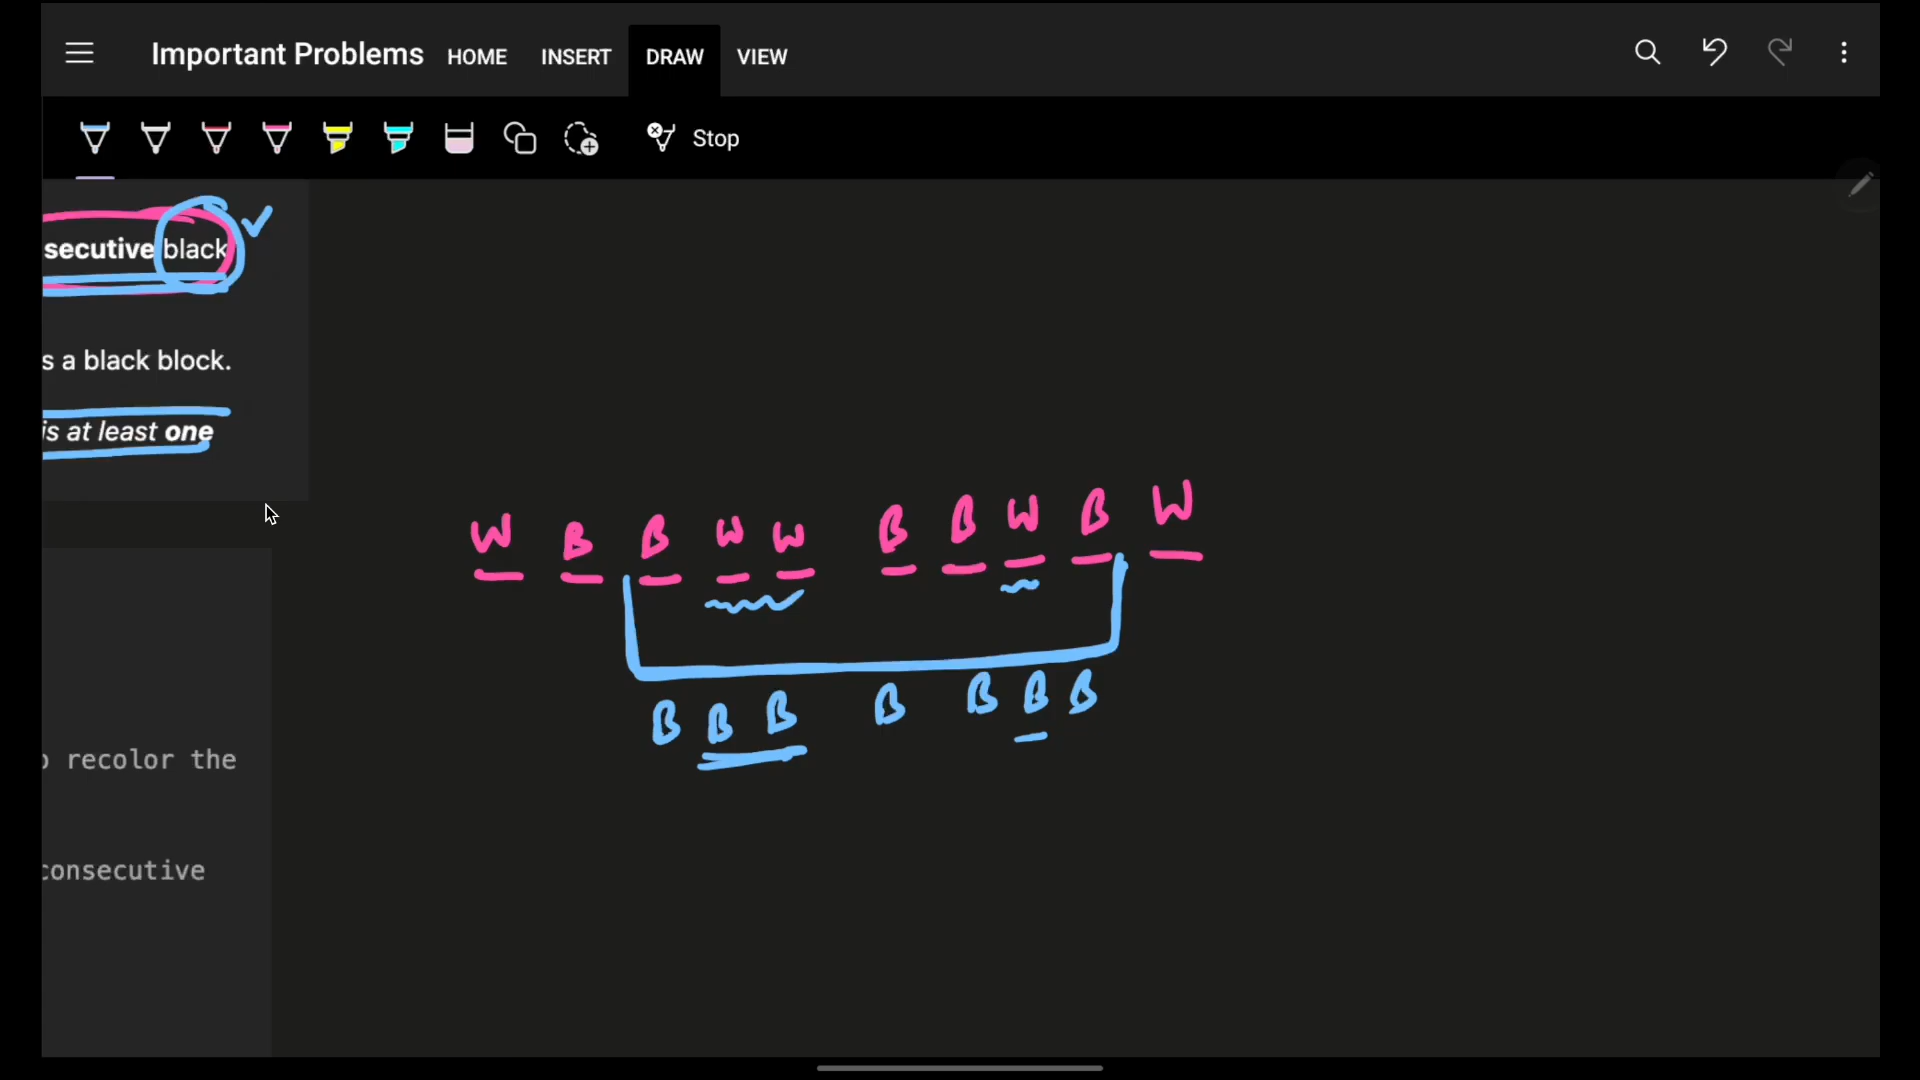 Important Problems HOME INSERT DRAW VIEW
Stop
secutive black
s a black block.
is at least one
W B B W W B B W B W
B B B B B B B
recolor the
consecutive